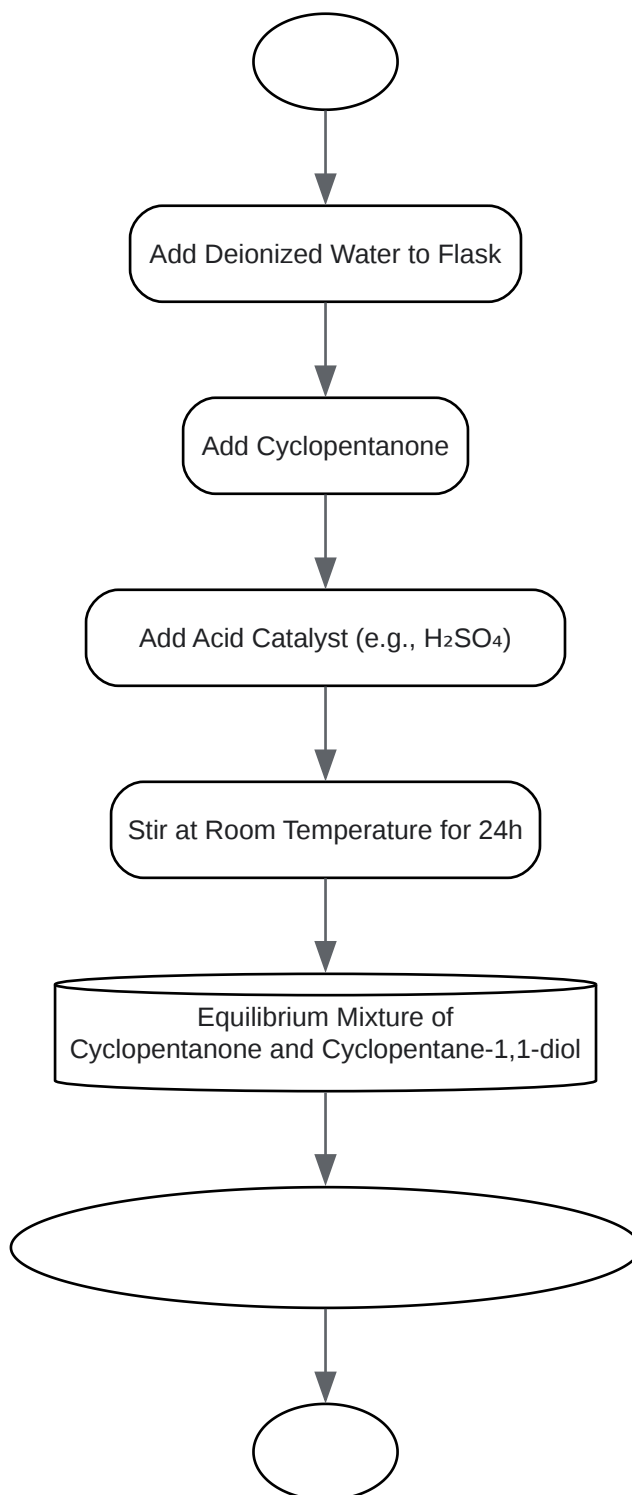 Add Deionized Water to Flask
Add Cyclopentanone
Add Acid Catalyst (e.g., H₂SO₄)
Stir at Room Temperature for 24h
Equilibrium Mixture of
Cyclopentanone and Cyclopentane-1,1-diol